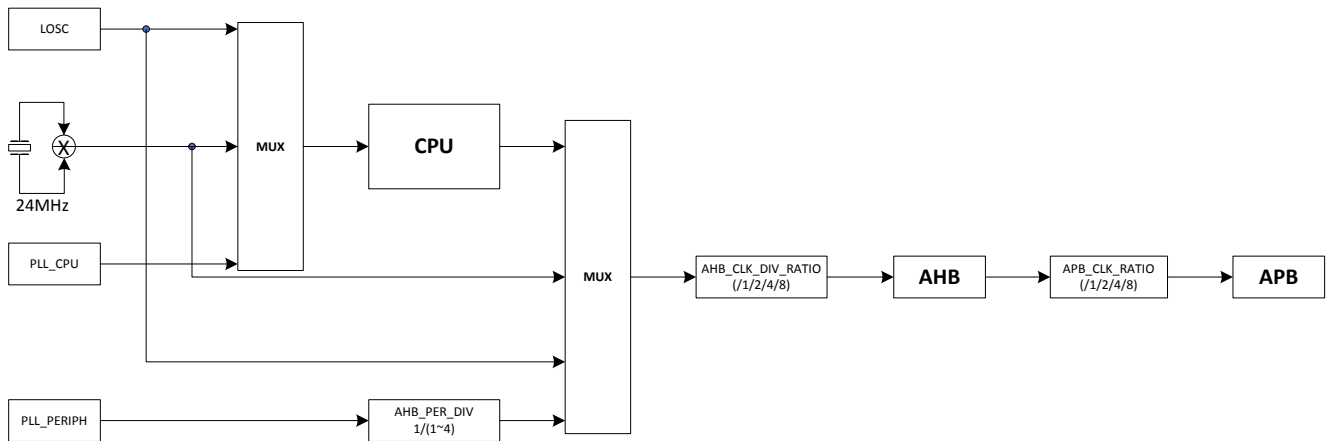 LOSC
MUX
CPU
24MHz
PLL_CPU
MUX
AHB_CLK_DIV_RATIO
(/1/2/4/8)
AHB
APB_CLK_RATIO
(/1/2/4/8)
APB
PLL_PERIPH
AHB_PER_DIV
1/(1~4)